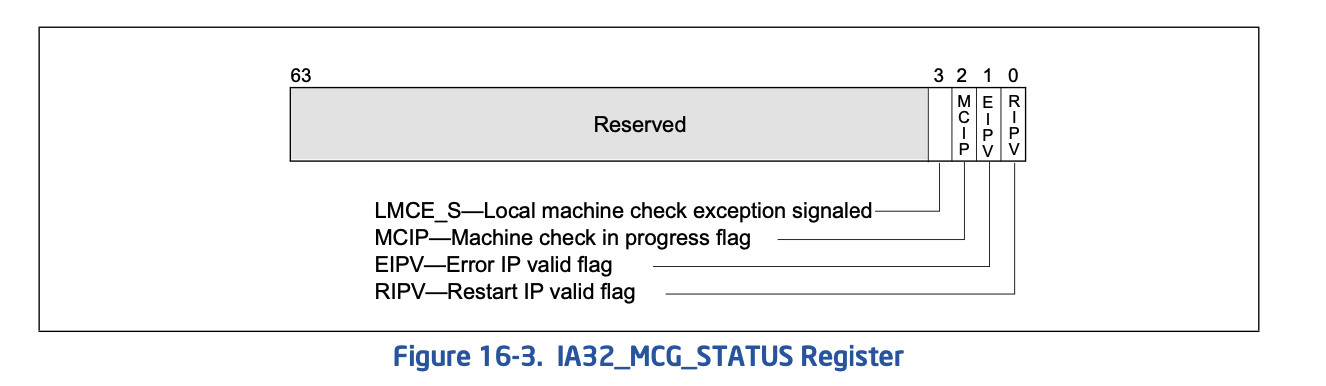 63 3 2 1 0
Reserved
MCIP
EIPV
RIPV
LMCE_S—Local machine check exception signaled
MCIP—Machine check in progress flag
EIPV—Error IP valid flag
RIPV—Restart IP valid flag
Figure 16-3. IA32_MCG_STATUS Register